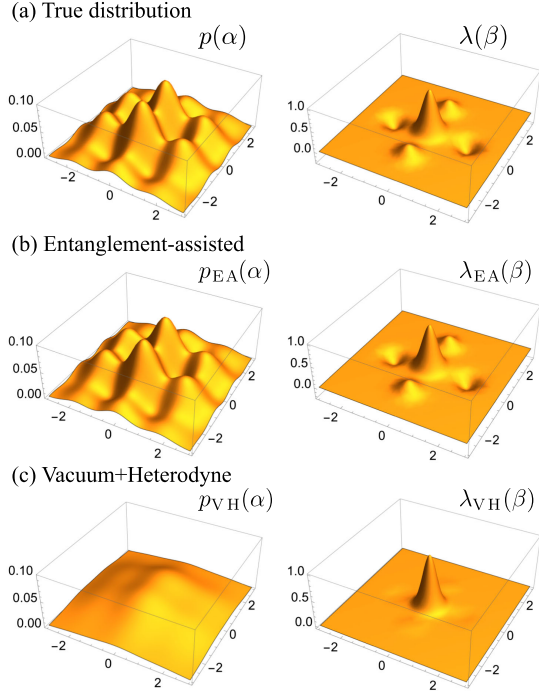 (a) True distribution
p(α) λ(β)
0.10 1.0
0.05 0.5
0.00 0.0
−2 0 2 −2 0 2 −2 0 2 −2 0 2
(b) Entanglement-assisted
p_EA(α) λ_EA(β)
0.10 1.0
0.05 0.5
0.00 0.0
−2 0 2 −2 0 2 −2 0 2 −2 0 2
(c) Vacuum+Heterodyne
p_VH(α) λ_VH(β)
0.10 1.0
0.05 0.5
0.00 0.0
−2 0 2 −2 0 2 −2 0 2 −2 0 2